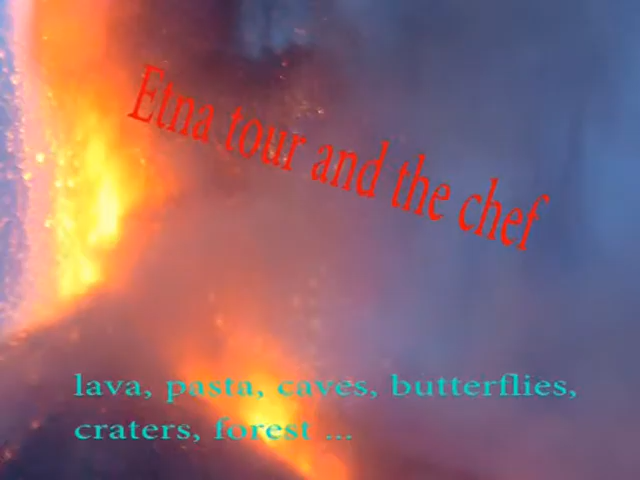 Etna tour and the chef
lava, pasta, caves, butterflies,
craters, forest ...